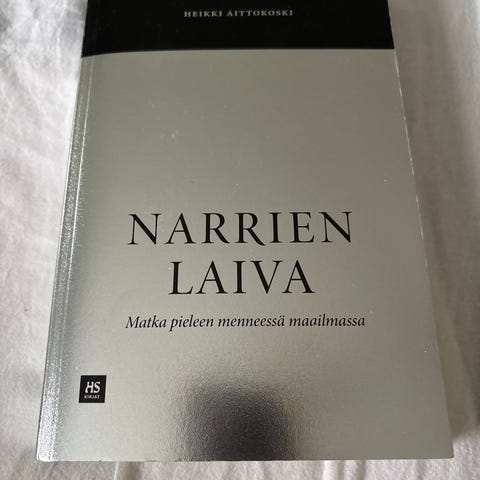 HEIKKI AITTOKOSKI
NARRIEN
LAIVA
Matka pieleen menneessä maailmassa
HS
KIRJAT